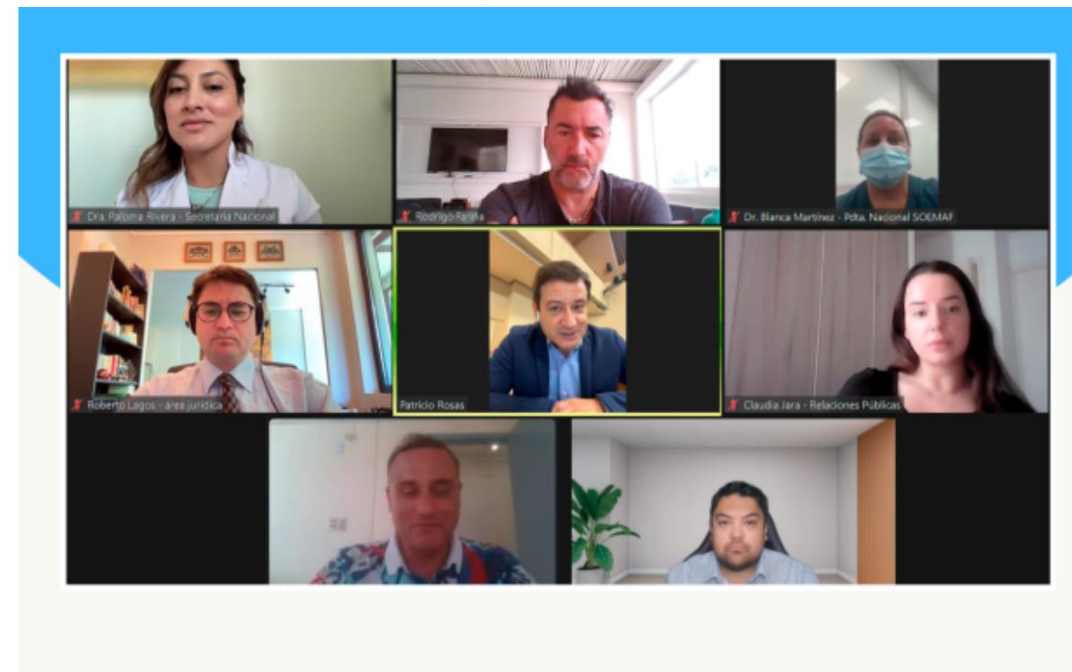 Dra. Paloma Rivera - Secretaria Nacional
Rodrigo Fariña
Dr. Blanca Martínez - Pdta. Nacional SOEMAF
Roberto Lagos - área jurídica
Patricio Rosas
Claudia Jara - Relaciones Públicas